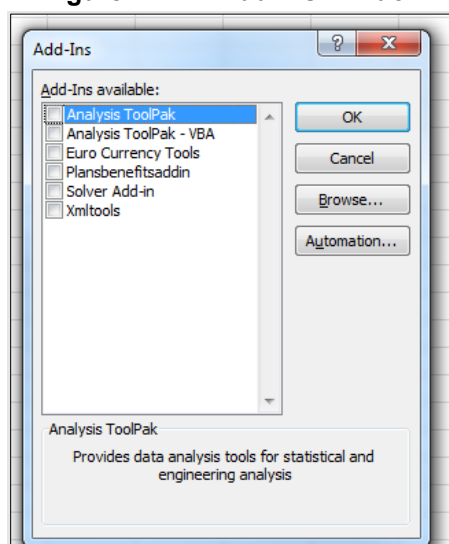 Add-Ins
Add-Ins available:
Analysis ToolPak
Analysis ToolPak - VBA
Euro Currency Tools
Plansbenefitsaddin
Solver Add-in
Xmltools
OK
Cancel
Browse...
Automation...
Analysis ToolPak
Provides data analysis tools for statistical and
engineering analysis